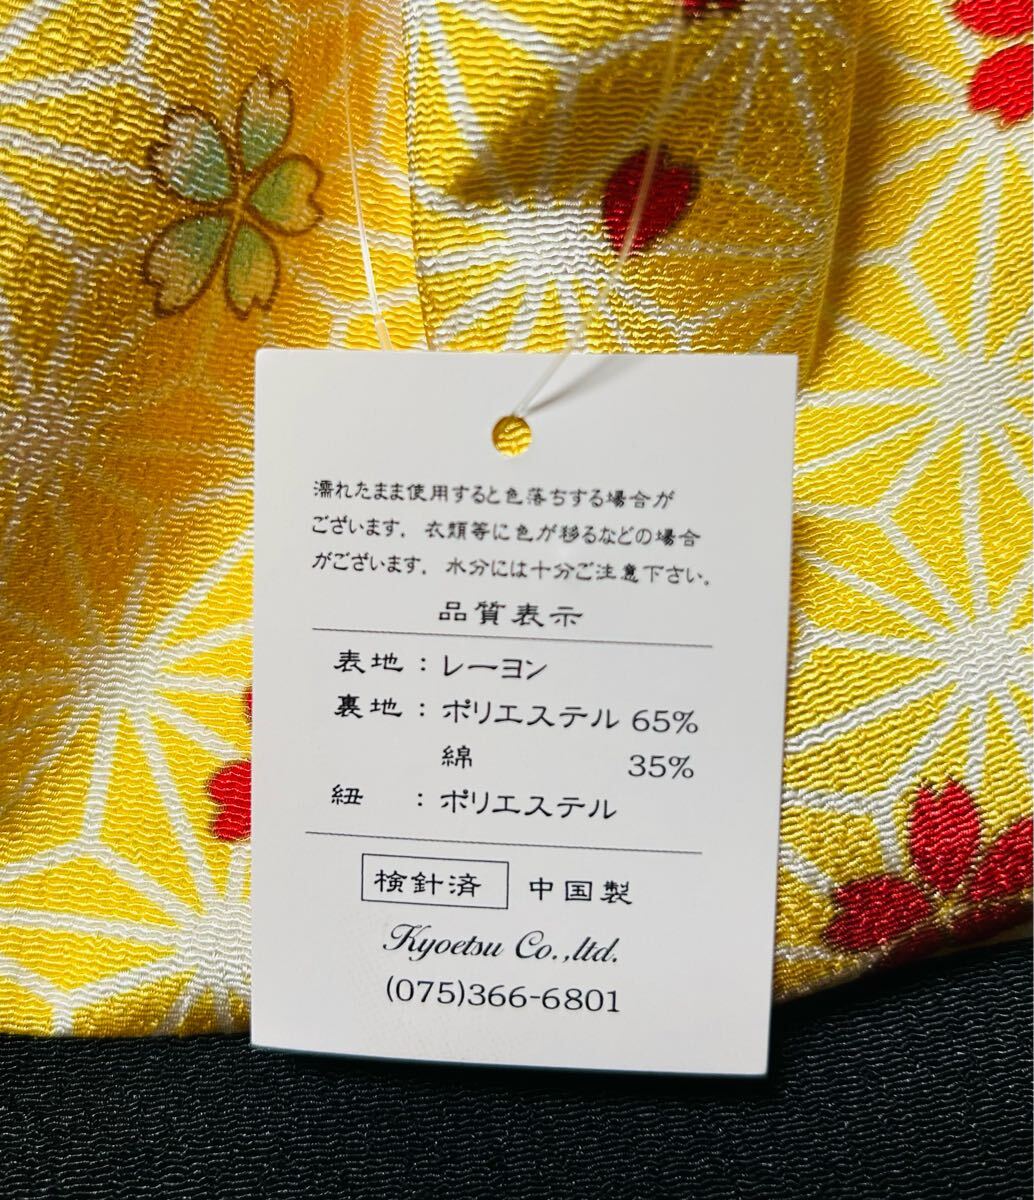 濡れたまま使用すると色落ちする場合が
ございます．衣類等に色が移るなどの場合
がございます．水分には十分ご注意下さい．
品質表示
表地：レーヨン
裏地：ポリエステル 65%
綿 35%
紐　：ポリエステル
検針済 中国製
Kyoetsu Co.,ltd.
(075)366-6801